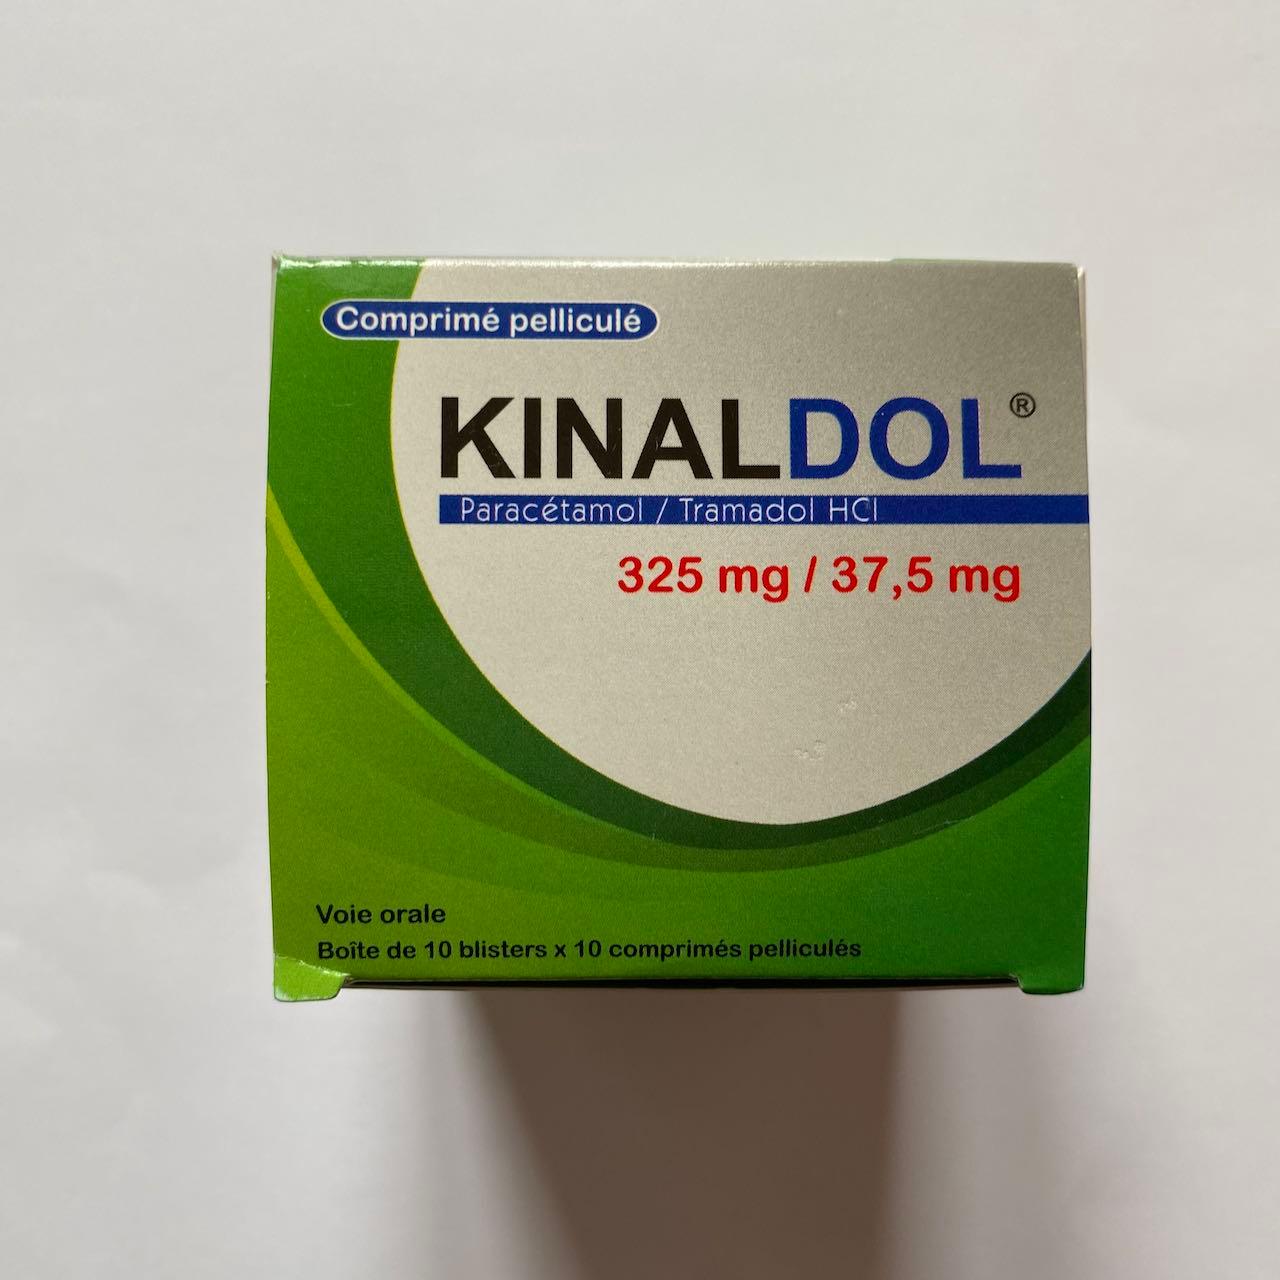 Comprimé pelliculé
KINALDOL®
Paracétamol / Tramadol HCl
325 mg / 37,5 mg
Voie orale
Boîte de 10 blisters x 10 comprimés pelliculés